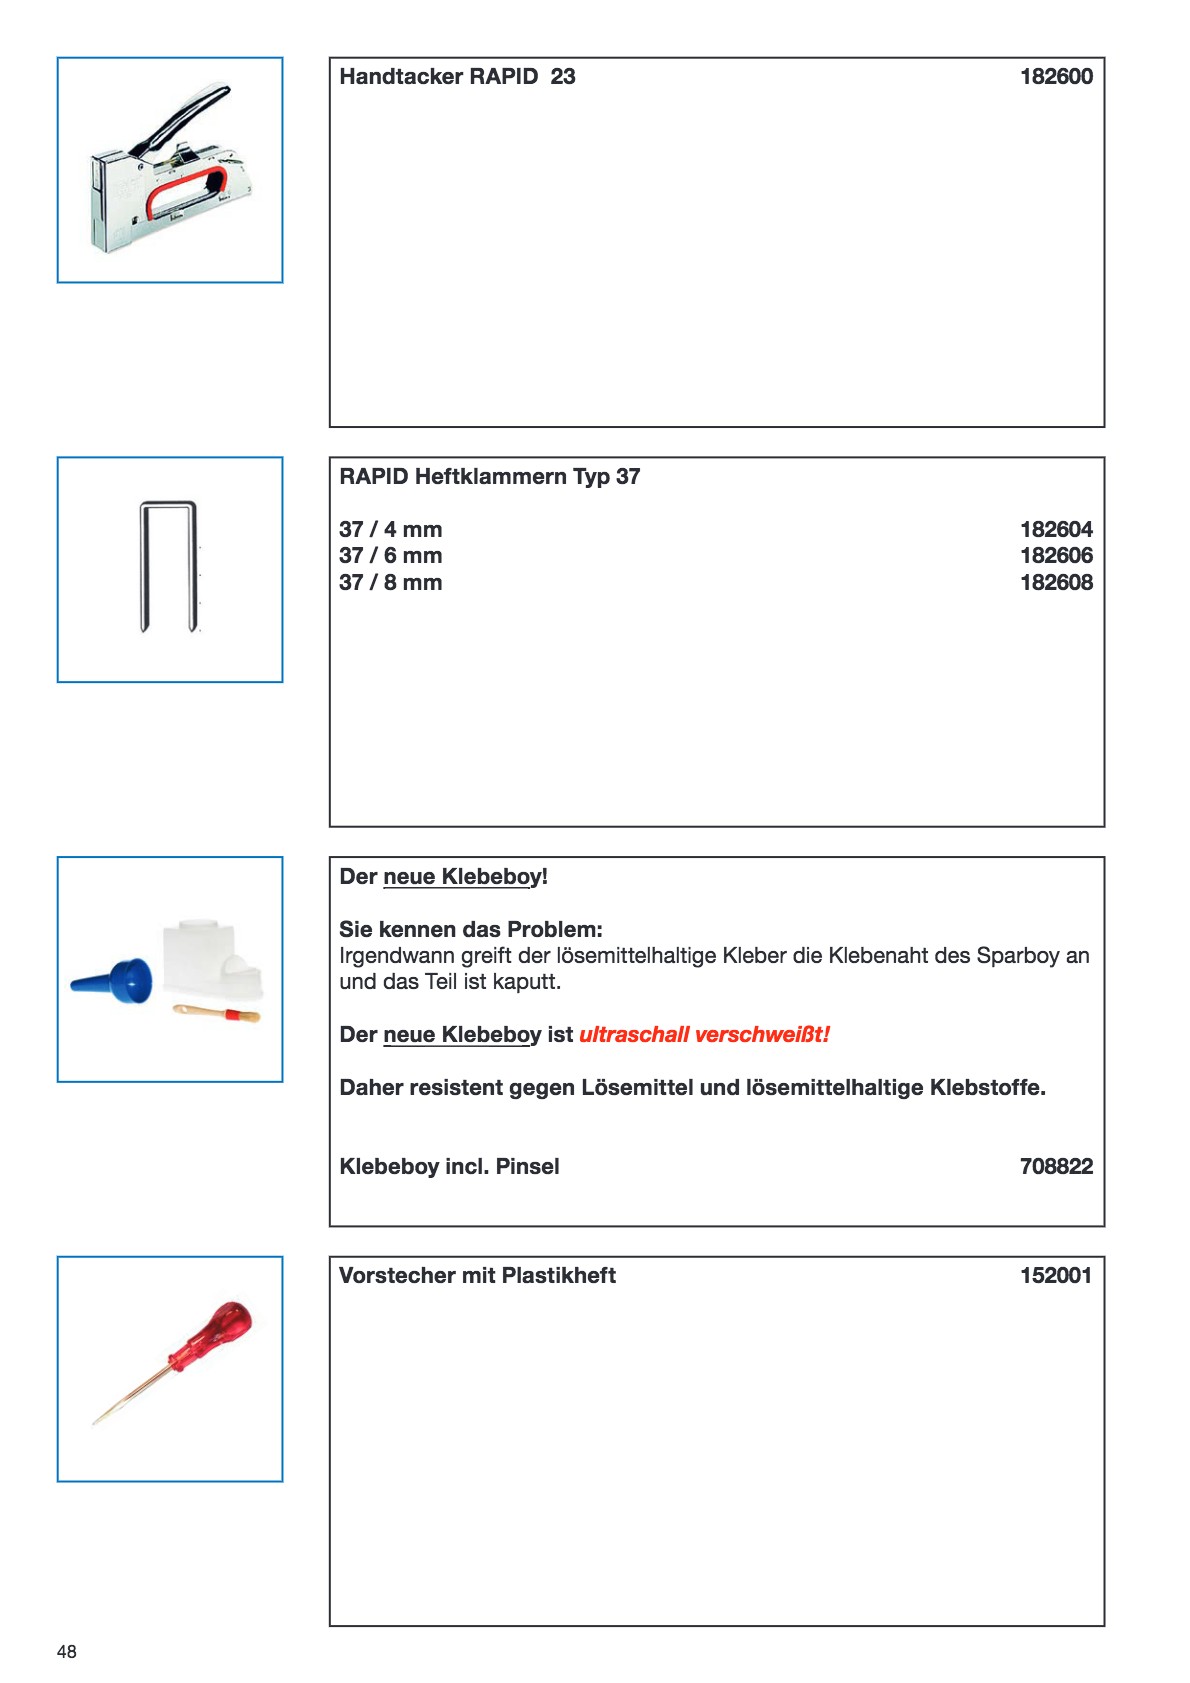 Handtacker RAPID  23 182600
RAPID Heftklammern Typ 37
37 / 4 mm 182604
37 / 6 mm 182606
37 / 8 mm 182608
Der neue Klebeboy!
Sie kennen das Problem:
Irgendwann greift der lösemittelhaltige Kleber die Klebenaht des Sparboy an
und das Teil ist kaputt.
Der neue Klebeboy ist ultraschall verschweißt!
Daher resistent gegen Lösemittel und lösemittelhaltige Klebstoffe.
Klebeboy incl. Pinsel 708822
Vorstecher mit Plastikheft 152001
48